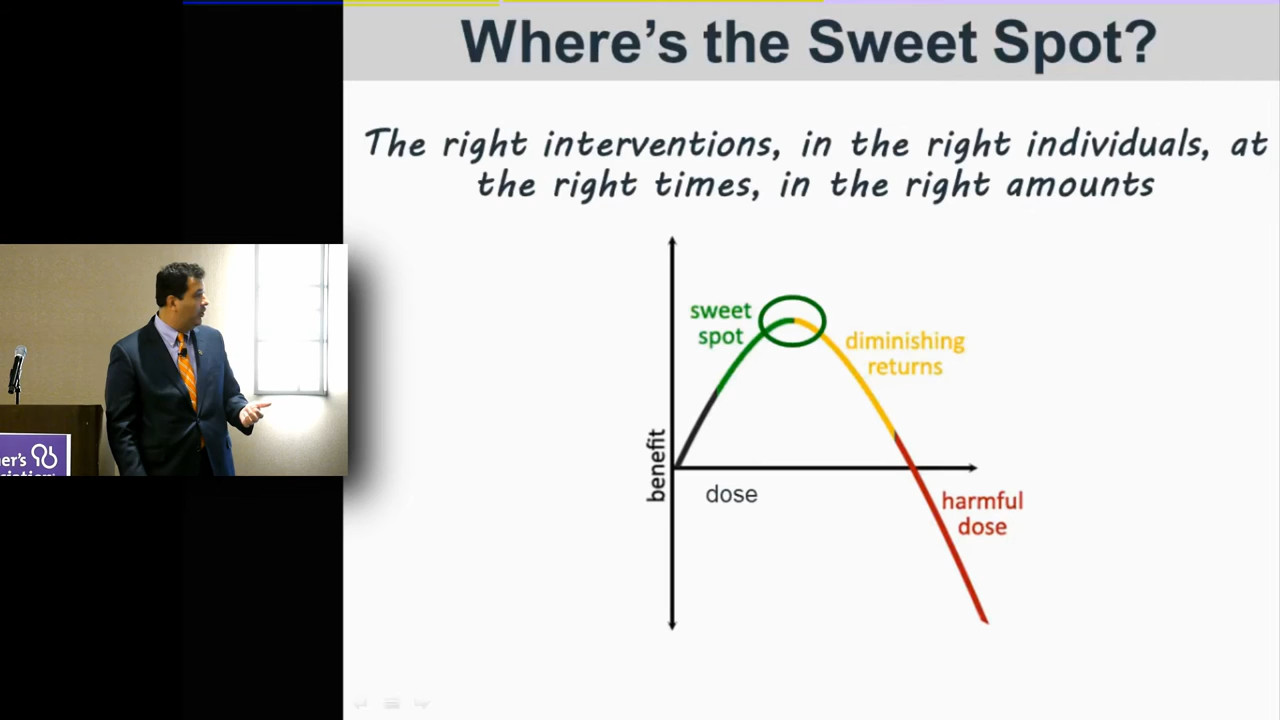 Where's the Sweet Spot?
The right interventions, in the right individuals, at
the right times, in the right amounts
sweet
spot
diminishing
returns
benefit
dose
harmful
dose